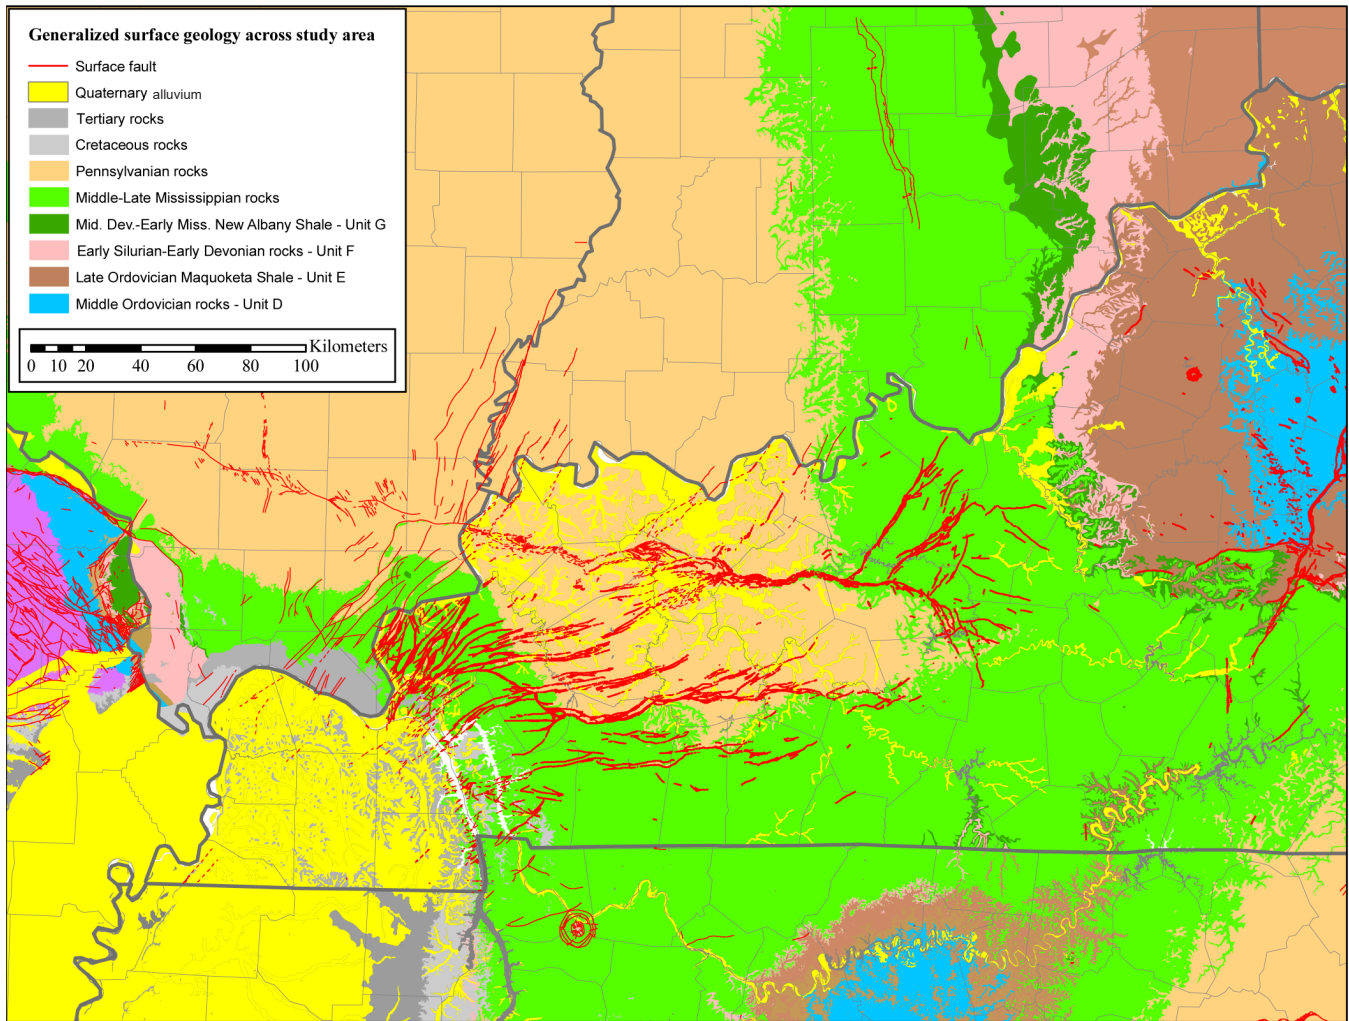 Generalized surface geology across study area
Surface fault
Quaternary alluvium
Tertiary rocks
Cretaceous rocks
Pennsylvanian rocks
Middle-Late Mississippian rocks
Mid. Dev.-Early Miss. New Albany Shale - Unit G
Early Silurian-Early Devonian rocks - Unit F
Late Ordovician Maquoketa Shale - Unit E
Middle Ordovician rocks - Unit D
Kilometers
0 10 20 40 60 80 100